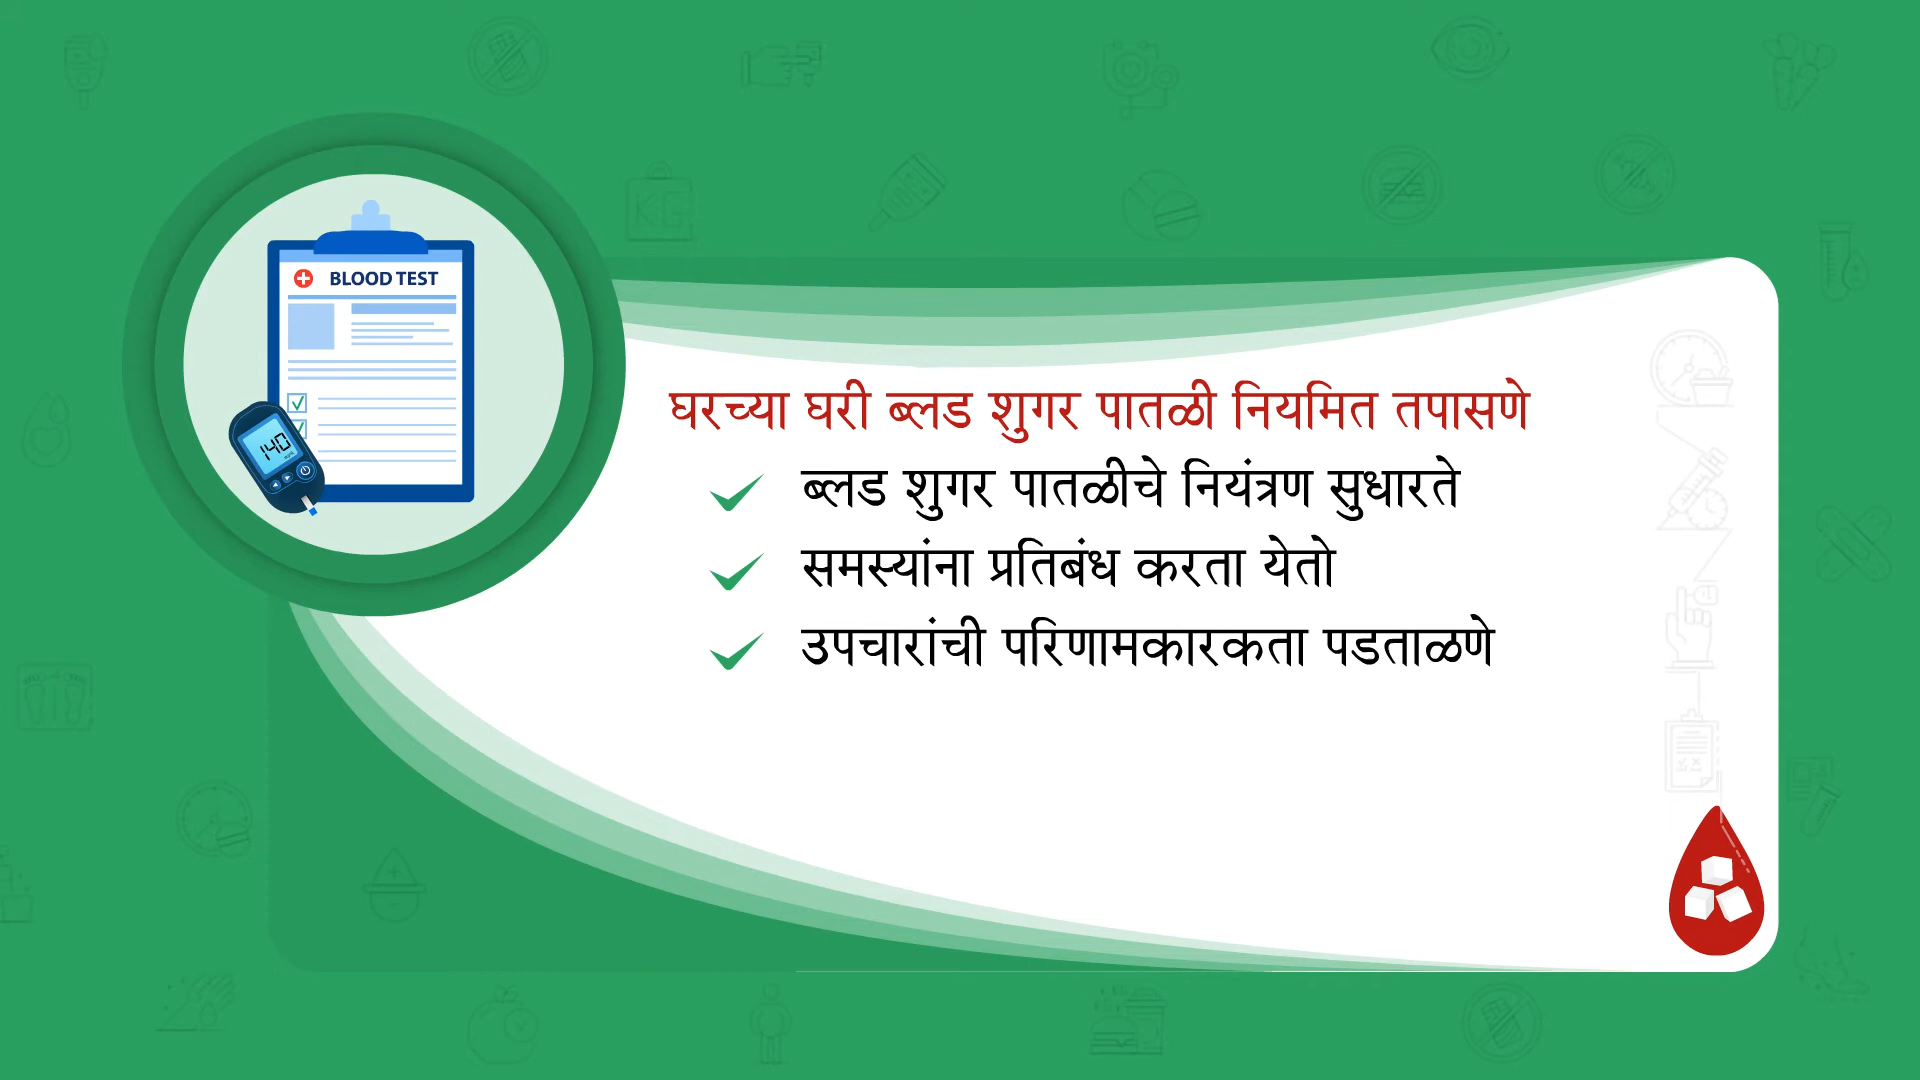 BLOOD TEST
140
घरच्या घरी ब्लड शुगर पातळी नियमित तपासणे
ब्लड शुगर पातळीचे नियंत्रण सुधारते
समस्यांना प्रतिबंध करता येतो
उपचारांची परिणामकारकता पडताळणे
KG